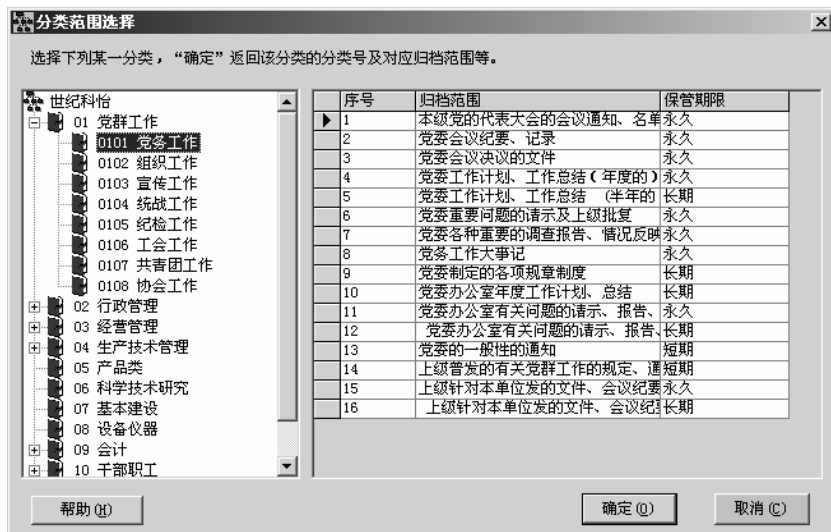 分类范围选择
选择下列某一分类，“确定”返回该分类的分类号及对应归档范围等。
世纪科怡
01 党群工作
0101 党务工作
0102 组织工作
0103 宣传工作
0104 统战工作
0105 纪检工作
0106 工会工作
0107 共青团工作
0108 协会工作
02 行政管理
03 经营管理
04 生产技术管理
05 产品类
06 科学技术研究
07 基本建设
08 设备仪器
09 会计
10 干部职工
序号 归档范围 保管期限
1 本级党的代表大会的会议通知、名单 永久
2 党委会议纪要、记录 永久
3 党委会议决议的文件 永久
4 党委工作计划、工作总结（年度的） 永久
5 党委工作计划、工作总结 （半年的 长期
6 党委重要问题的请示及上级批复 永久
7 党委各种重要的调查报告、情况反映 永久
8 党务工作大事记 永久
9 党委制定的各项规章制度 长期
10 党委办公室年度工作计划、总结 长期
11 党委办公室有关问题的请示、报告、 永久
12 党委办公室有关问题的请示、报告、 长期
13 党委的一般性的通知 短期
14 上级普发的有关党群工作的规定、通 短期
15 上级针对本单位发的文件、会议纪要 永久
16 上级针对本单位发的文件、会议纪要 长期
帮助(H)
确定(O)
取消(C)